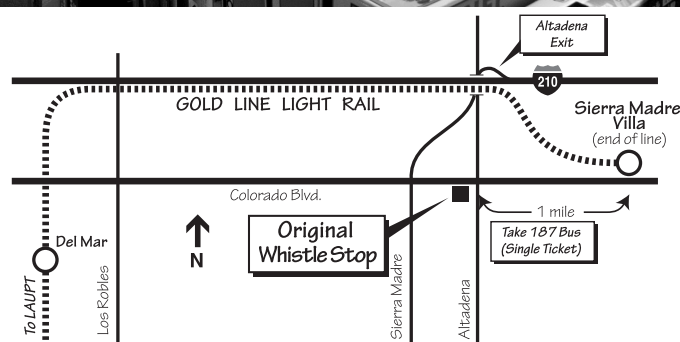 Altadena
Exit
210
GOLD LINE LIGHT RAIL
Sierra Madre
Villa
(end of line)
Colorado Blvd.
1 mile
Original
Whistle Stop
Take 187 Bus
(Single Ticket)
Del Mar
N
To LAUPT
Los Robles
Sierra Madre
Altadena